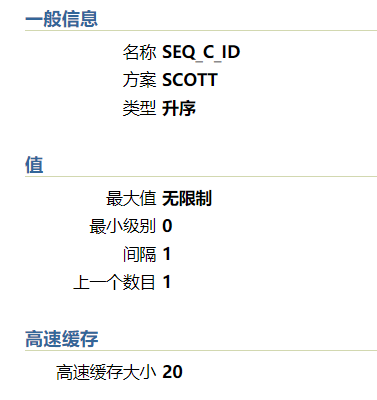 一般信息
名称 SEQ_C_ID
方案 SCOTT
类型 升序
值
最大值 无限制
最小级别 0
间隔 1
上一个数目 1
高速缓存
高速缓存大小 20